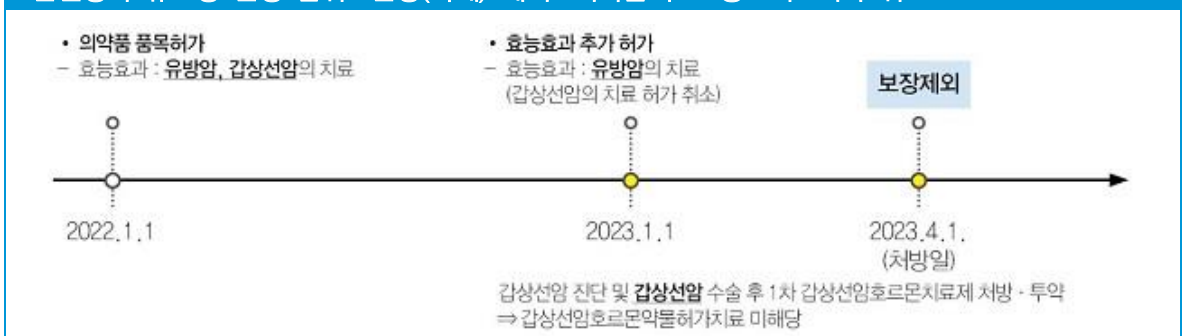 • 의약품 품목허가
– 효능효과 : 유방암, 갑상선암의 치료
• 효능효과 추가 허가
– 효능효과 : 유방암의 치료
(갑상선암의 치료 허가 취소)
보장제외
2022.1.1
2023.1.1
2023.4.1.
(처방일)
갑상선암 진단 및 갑상선암 수술 후 1차 갑상선암호르몬치료제 처방 · 투약
⇒ 갑상선암호르몬약물허가치료 미해당